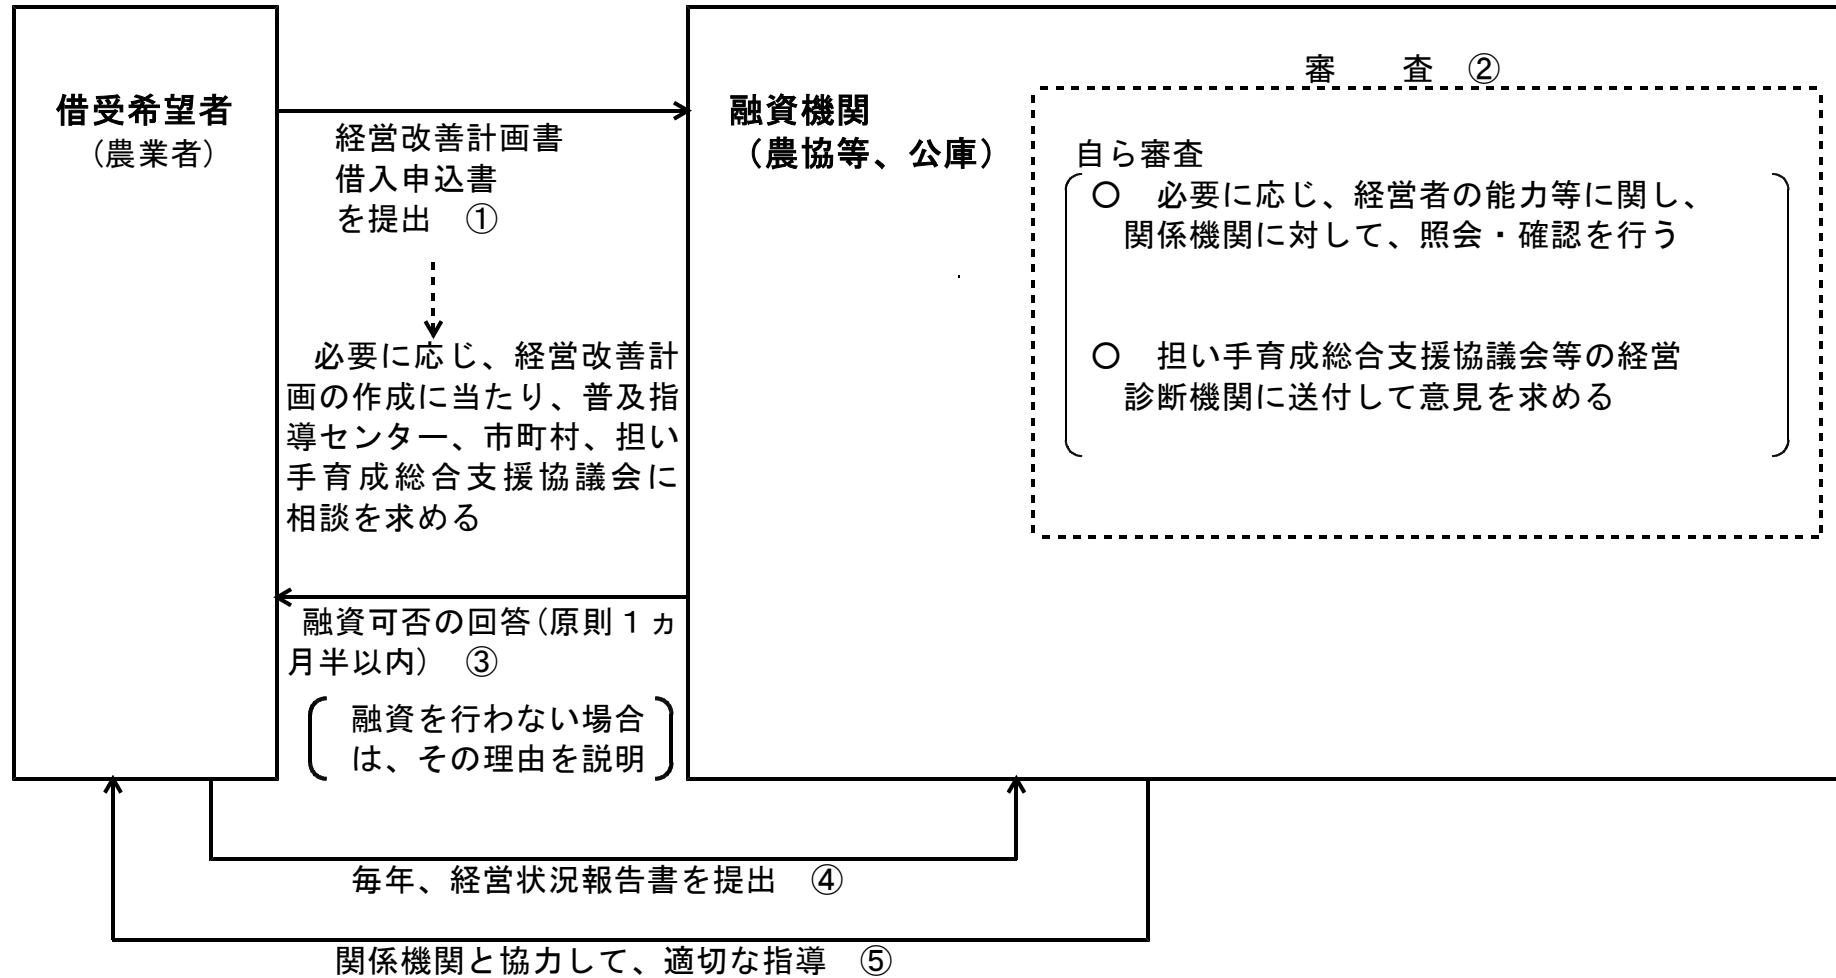 借受希望者
(農業者)
経営改善計画書
借入申込書
を提出　①
必要に応じ、経営改善計
画の作成に当たり、普及指
導センター、市町村、担い
手育成総合支援協議会に
相談を求める
融資可否の回答(原則１ヵ
月半以内)　③
融資を行わない場合
は、その理由を説明
融資機関
（農協等、公庫）
審　査　②
自ら審査
○　必要に応じ、経営者の能力等に関し、
関係機関に対して、照会・確認を行う
○　担い手育成総合支援協議会等の経営
診断機関に送付して意見を求める
毎年、経営状況報告書を提出　④
関係機関と協力して、適切な指導　⑤